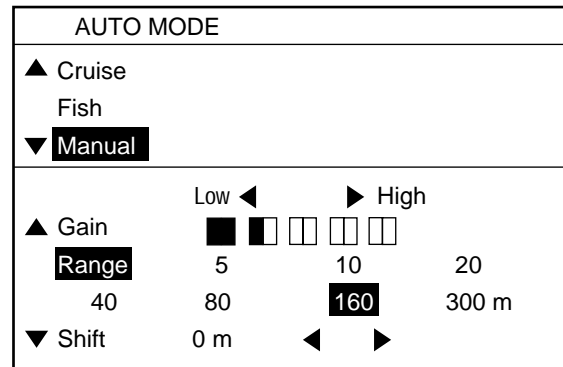 AUTO MODE
▲ Cruise
Fish
▼ Manual
Low ◀ ▶ High
▲ Gain
Range 5 10 20
40 80 160 300 m
▼ Shift 0 m ◀ ▶